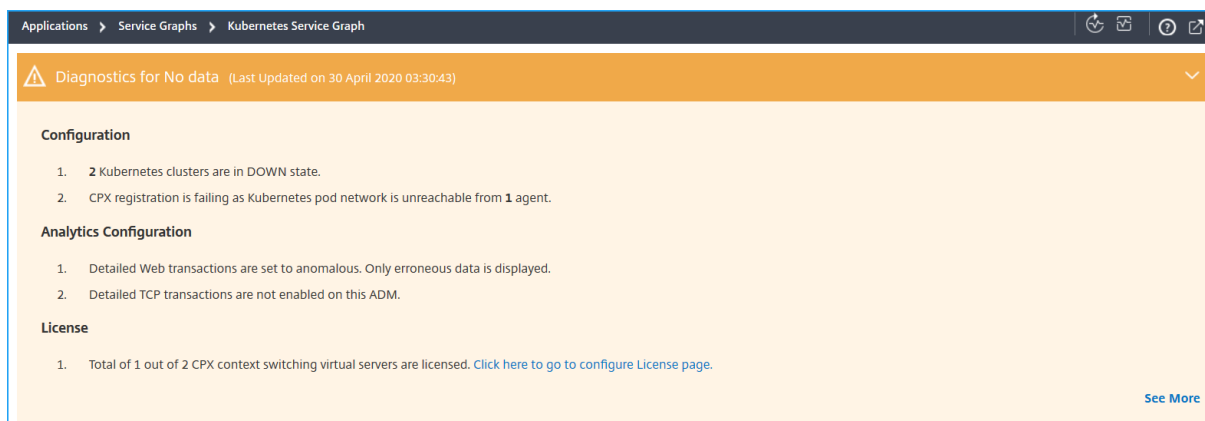 Applications > Service Graphs > Kubernetes Service Graph
Diagnostics for No data (Last Updated on 30 April 2020 03:30:43)
Configuration
1. 2 Kubernetes clusters are in DOWN state.
2. CPX registration is failing as Kubernetes pod network is unreachable from 1 agent.
Analytics Configuration
1. Detailed Web transactions are set to anomalous. Only erroneous data is displayed.
2. Detailed TCP transactions are not enabled on this ADM.
License
1. Total of 1 out of 2 CPX context switching virtual servers are licensed. Click here to go to configure License page.
See More